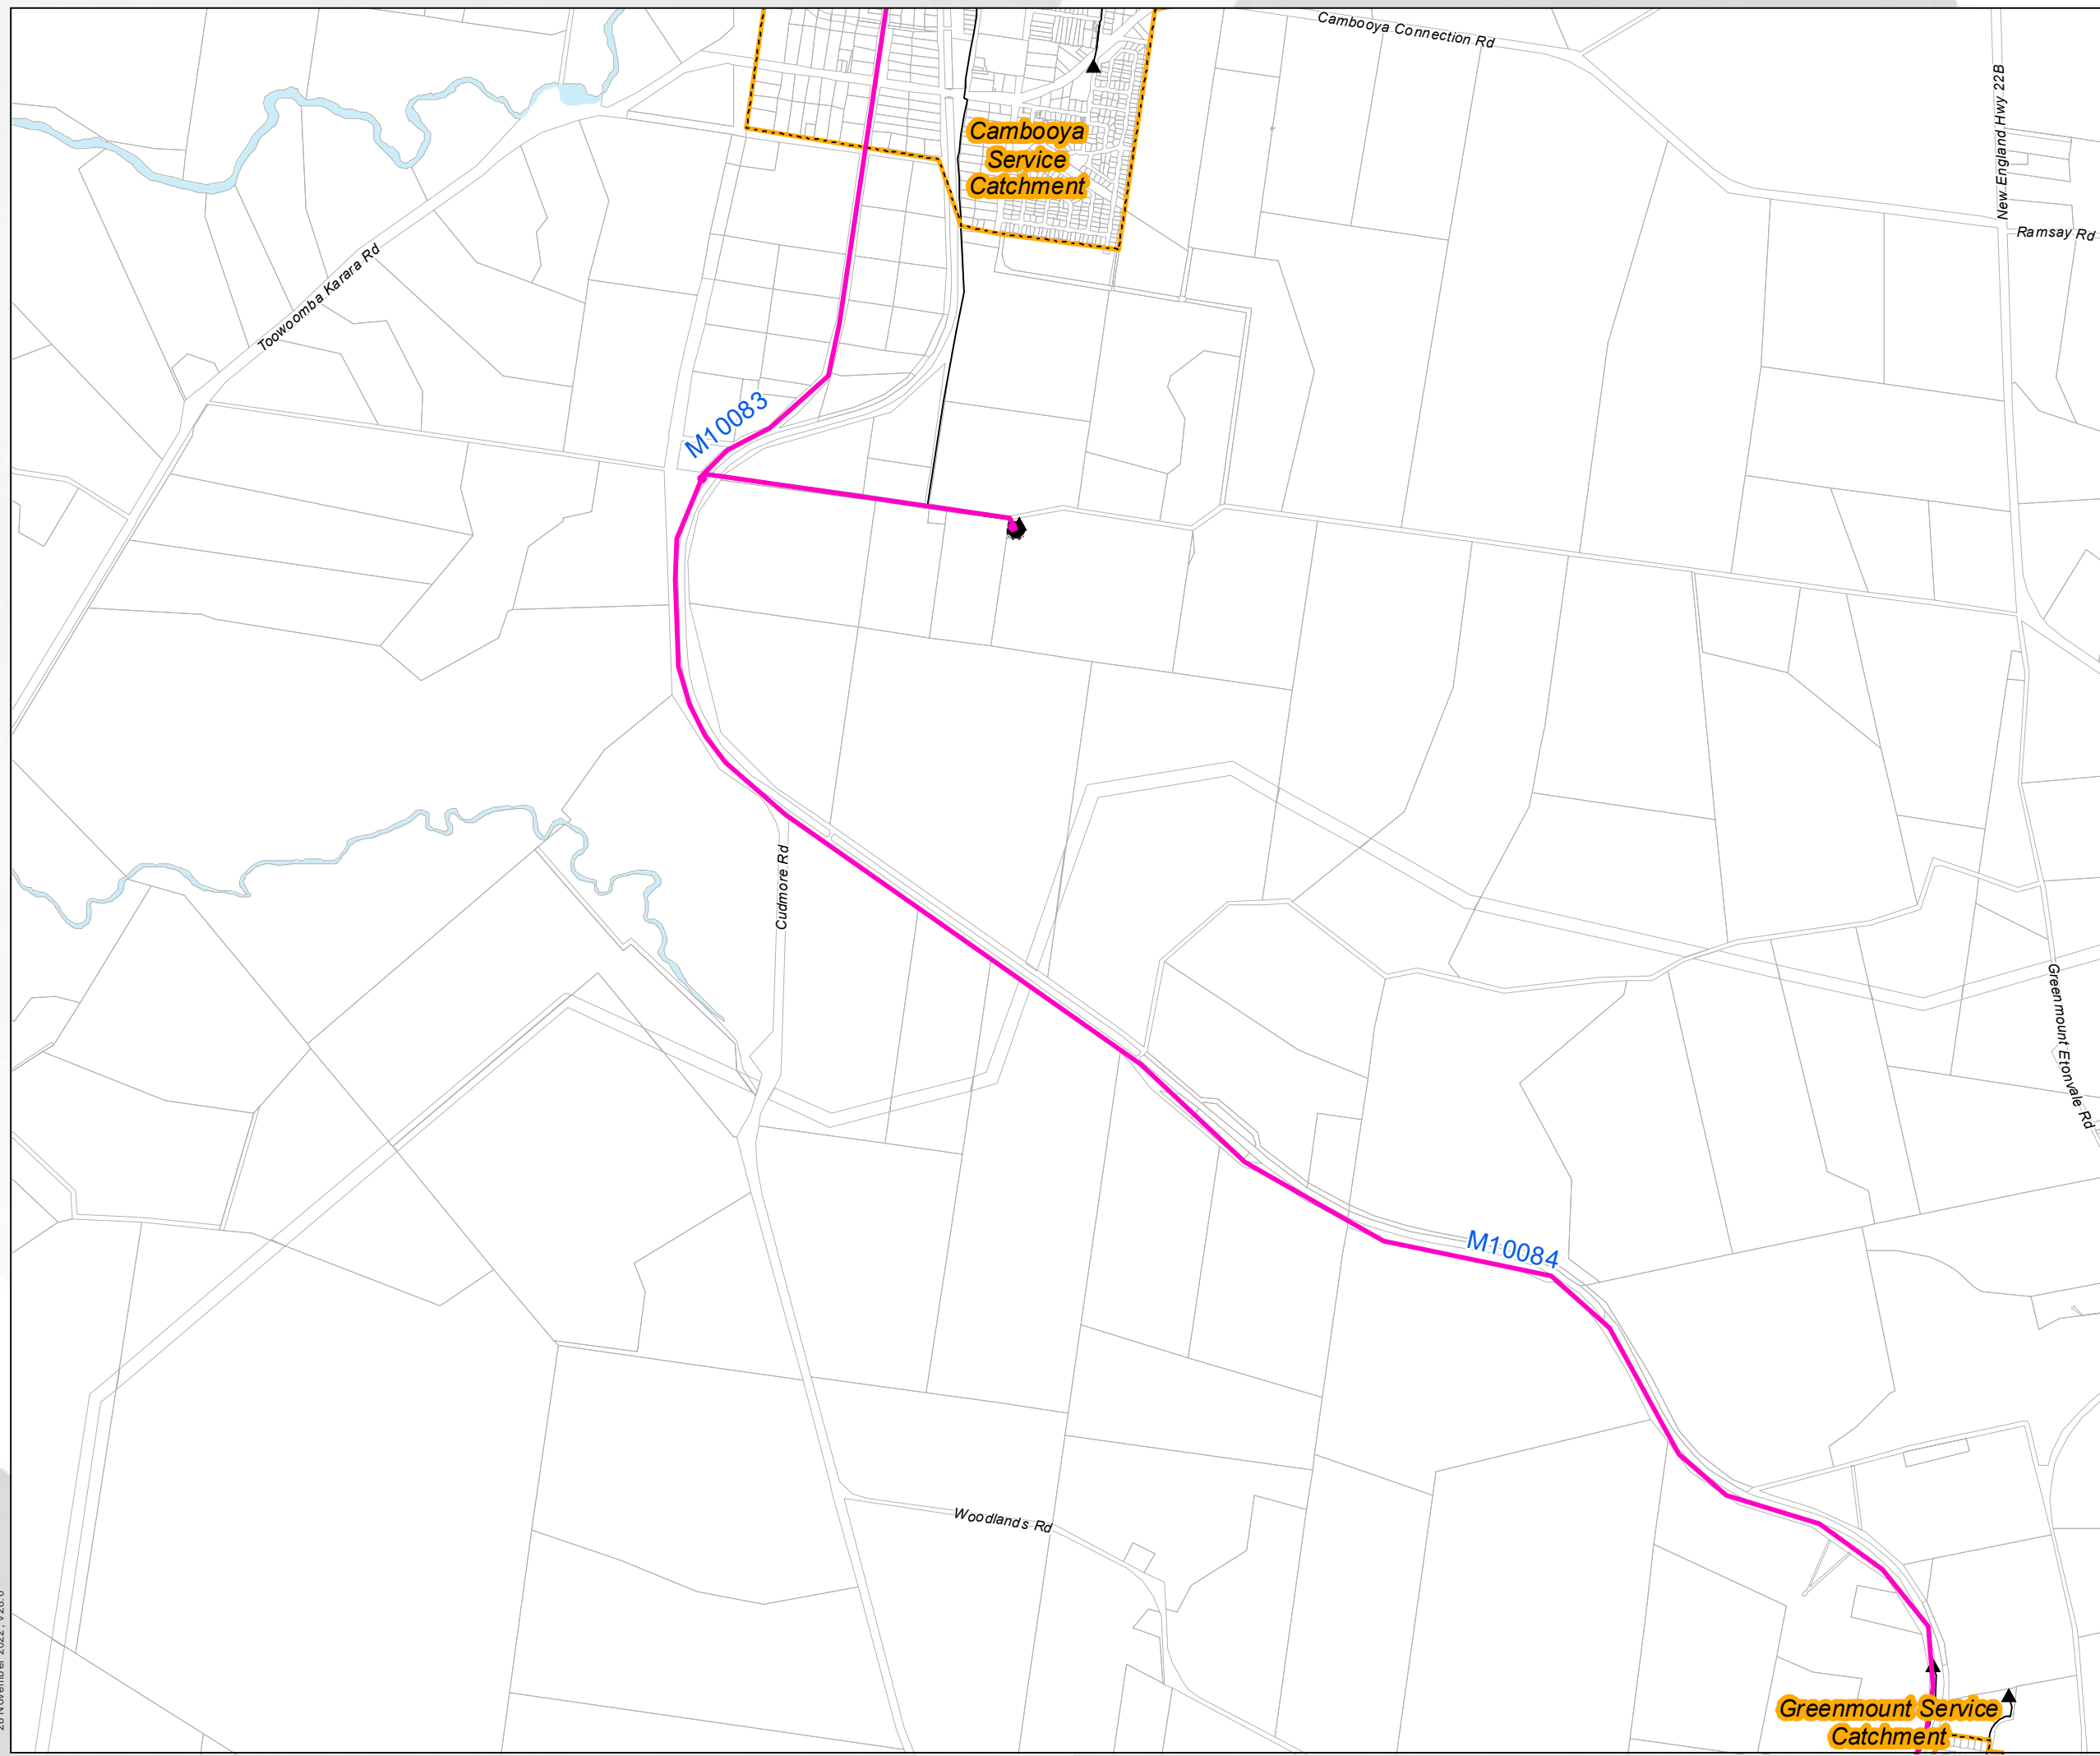 Cambooya Connection Rd
New England Hwy 22B
Cambooya
Service
Catchment
Ramsay Rd
Toowoomba Karara Rd
M10083
Cudmore Rd
Greenmount Etonvale Rd
M10084
Woodlands Rd
Greenmount Service
Catchment